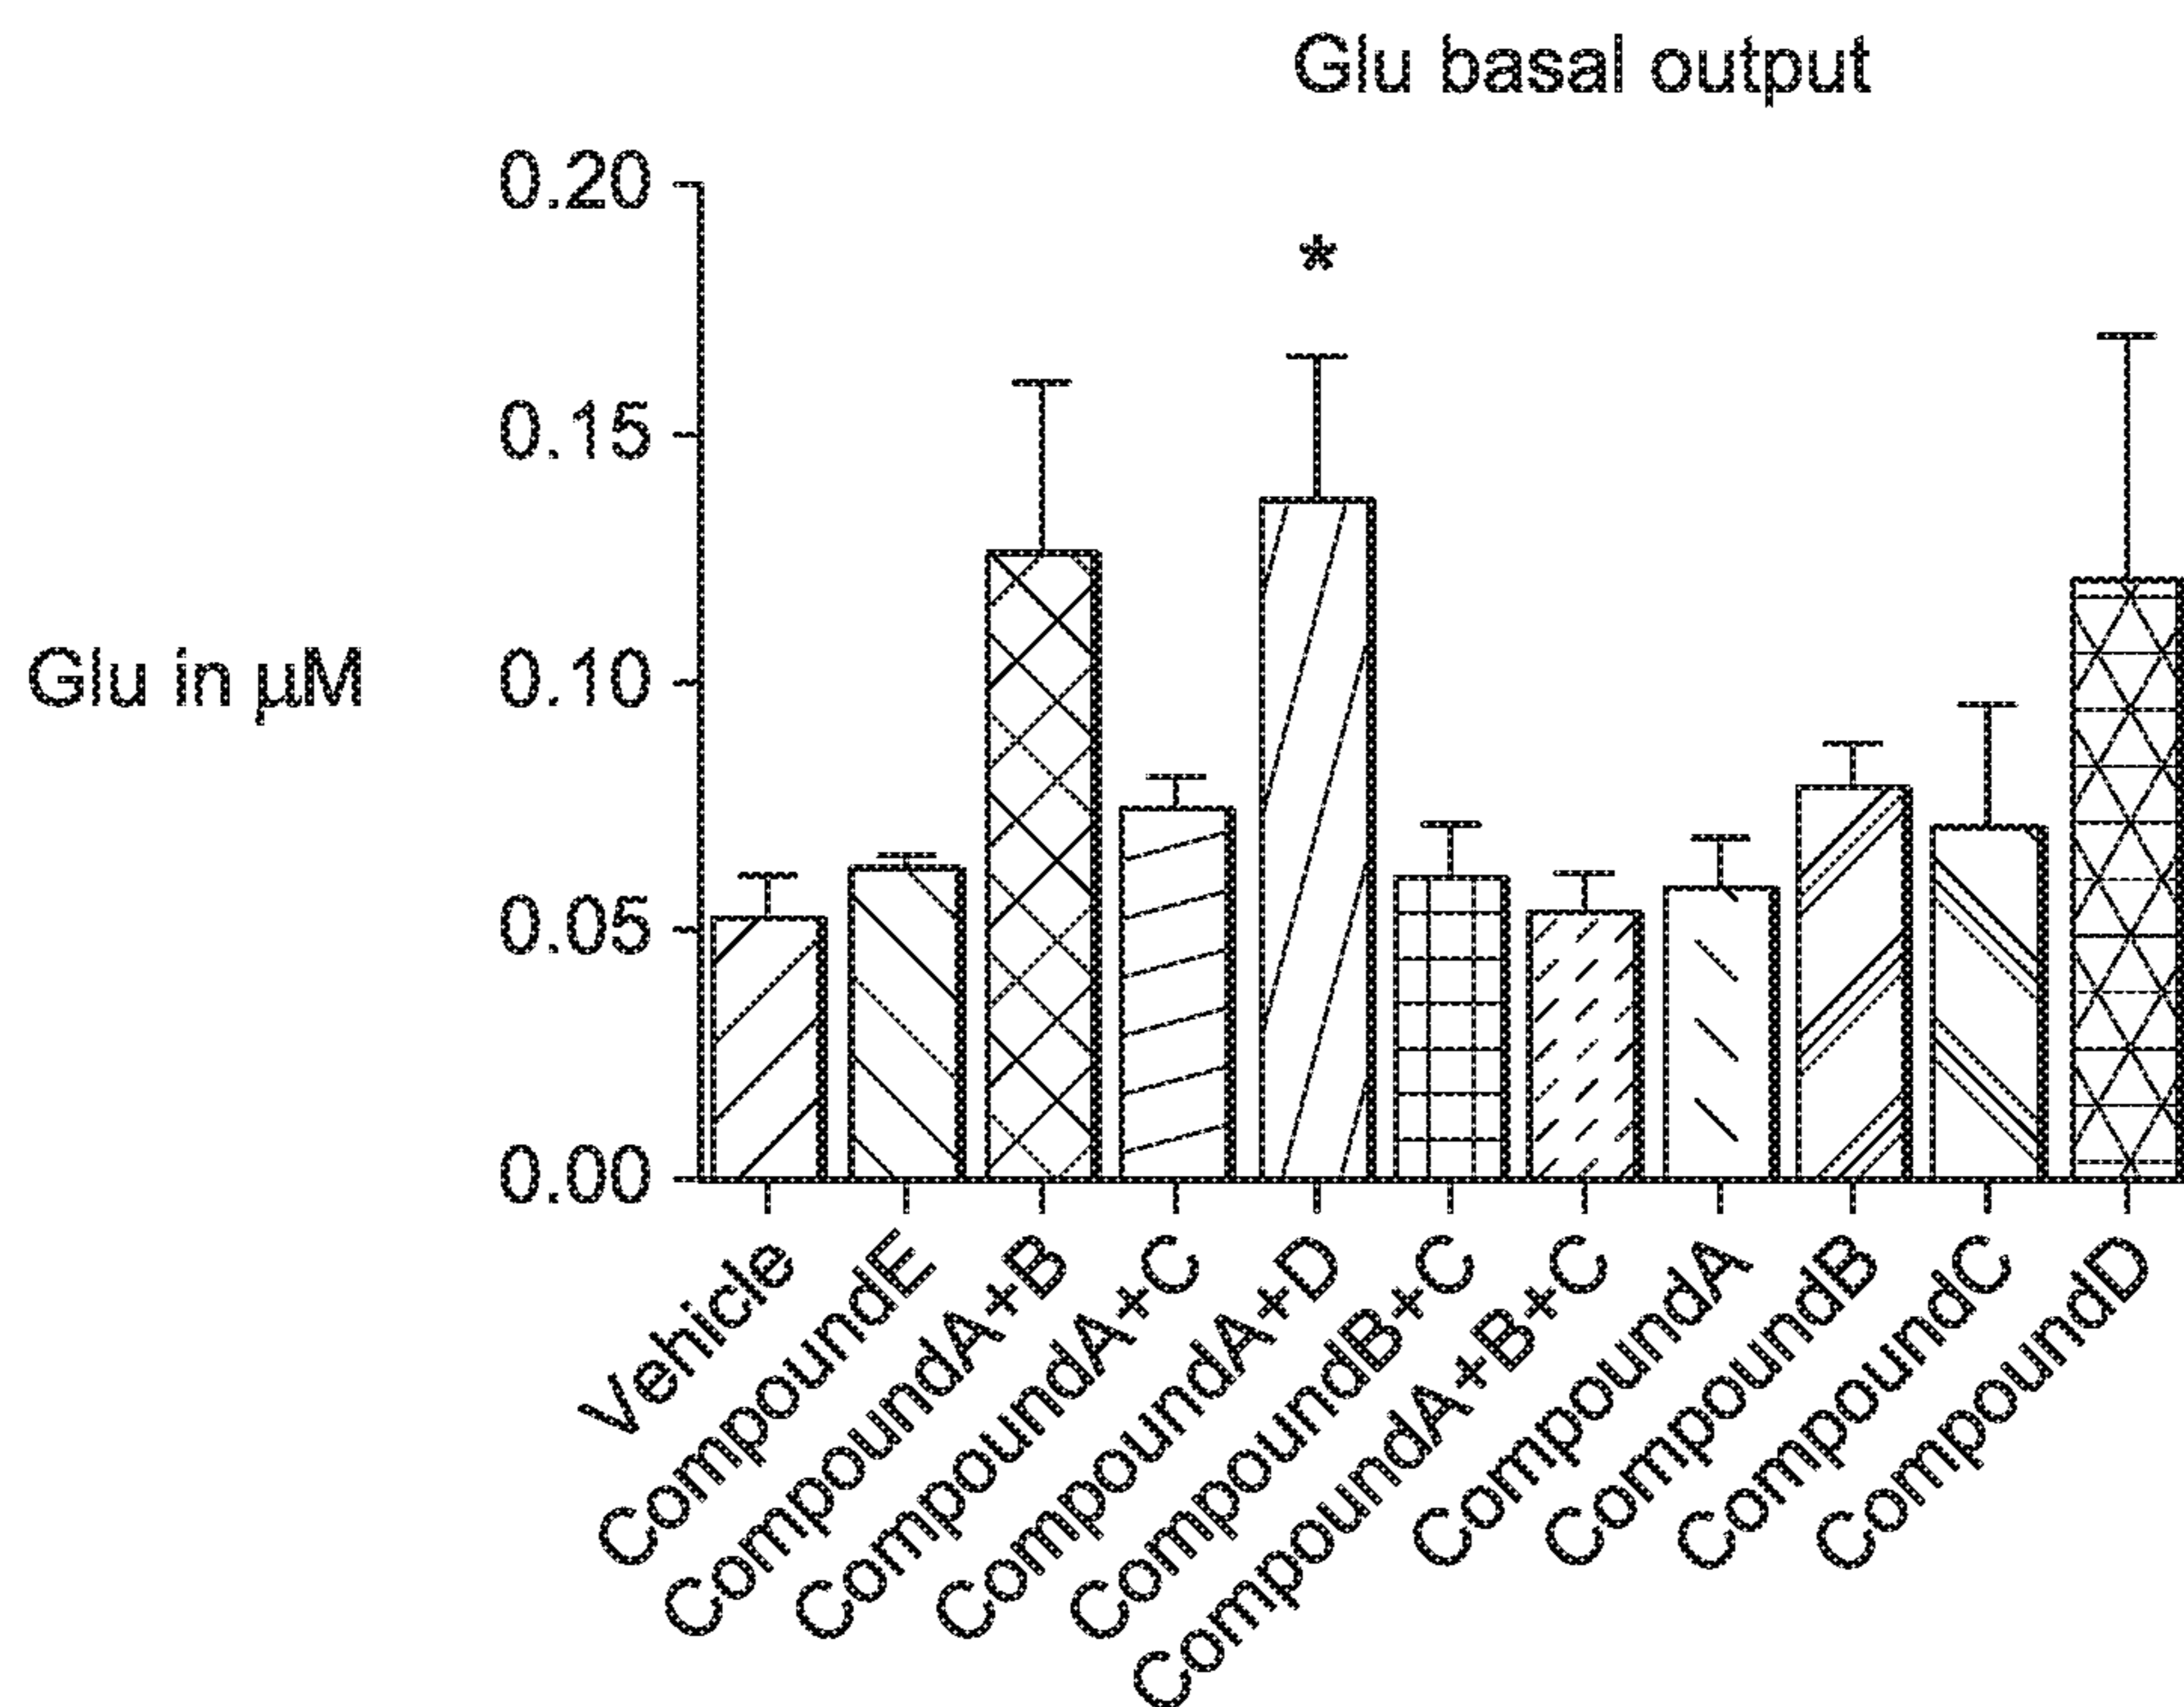 Glu basal output
0.20
*
0.15
Glu in µM
0.10
0.05
0.00
Vehicle
CompoundE
CompoundA+B
CompoundA+C
CompoundA+D
CompoundB+C
CompoundA+B+C
CompoundA
CompoundB
CompoundC
CompoundD